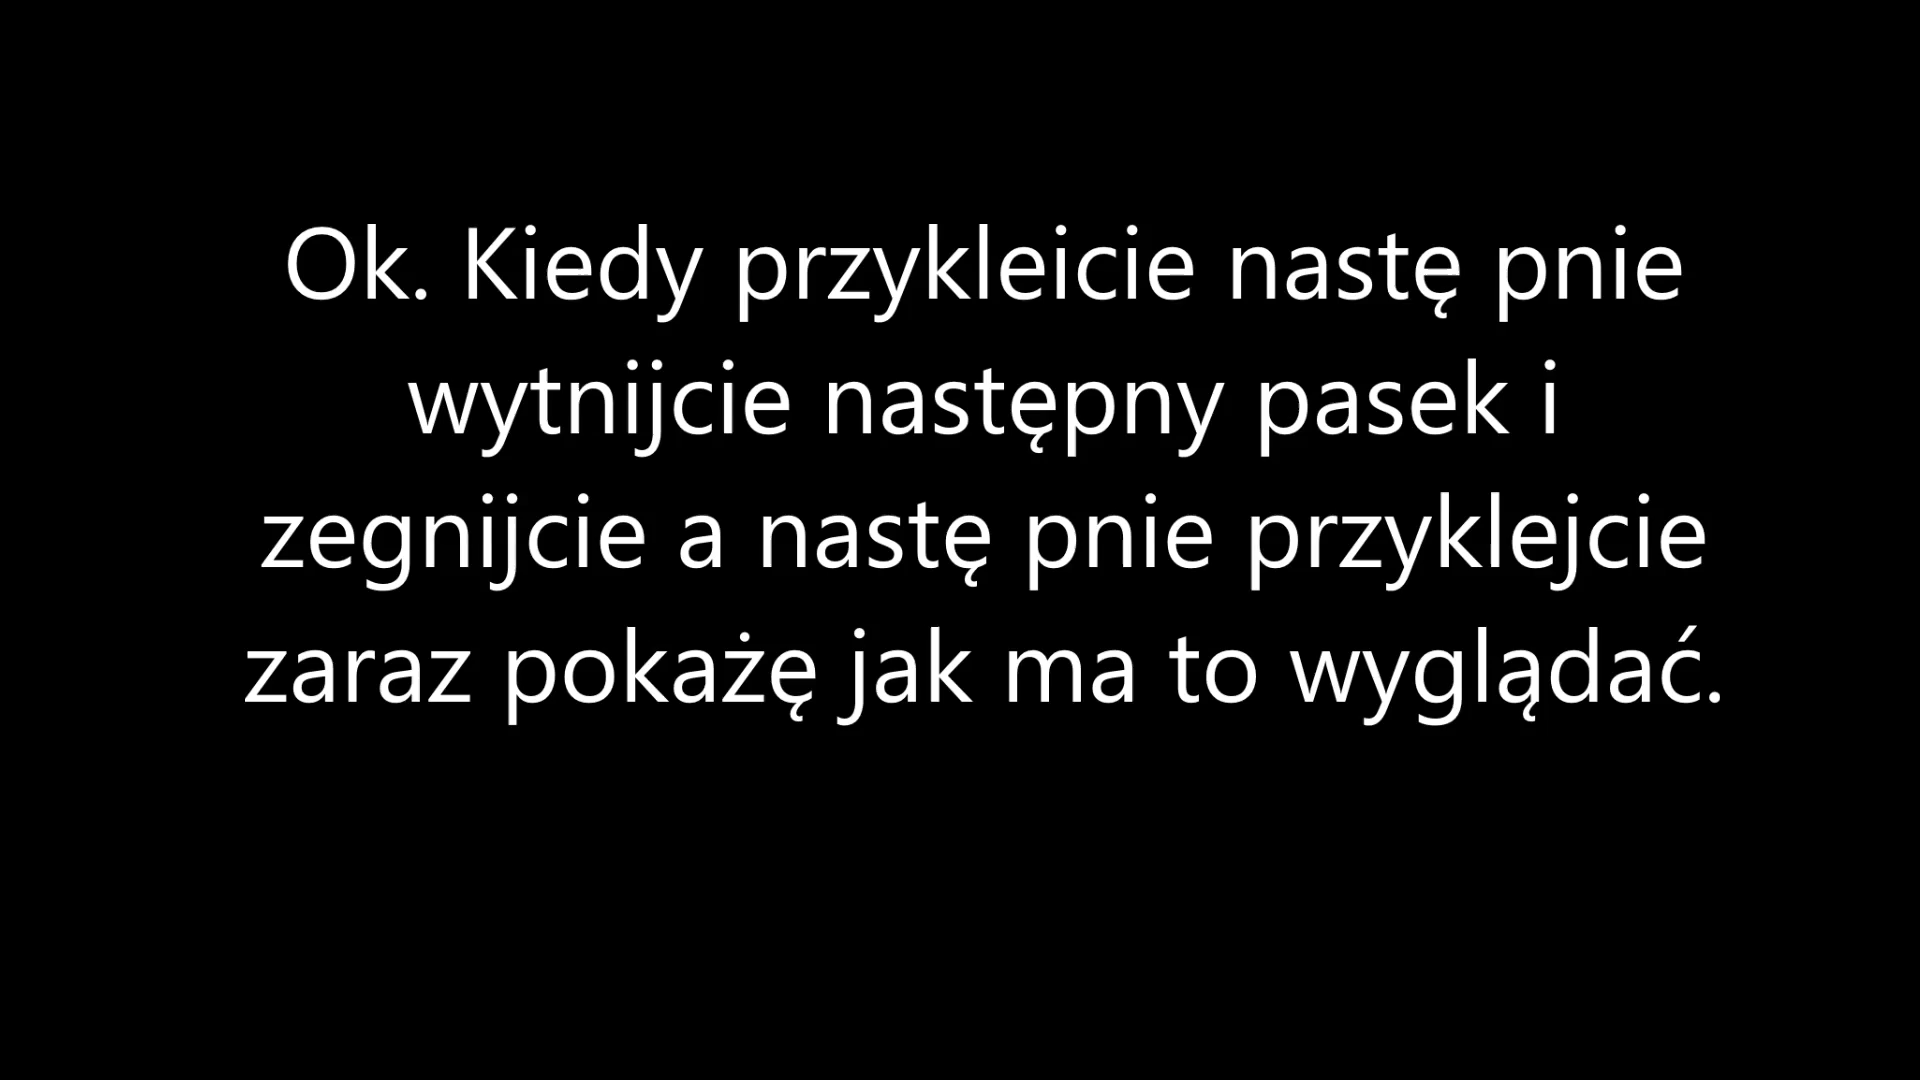 Ok. Kiedy przykleicie nastę pnie
wytnijcie następny pasek i
zegnijcie a nastę pnie przyklejcie
zaraz pokażę jak ma to wyglądać.